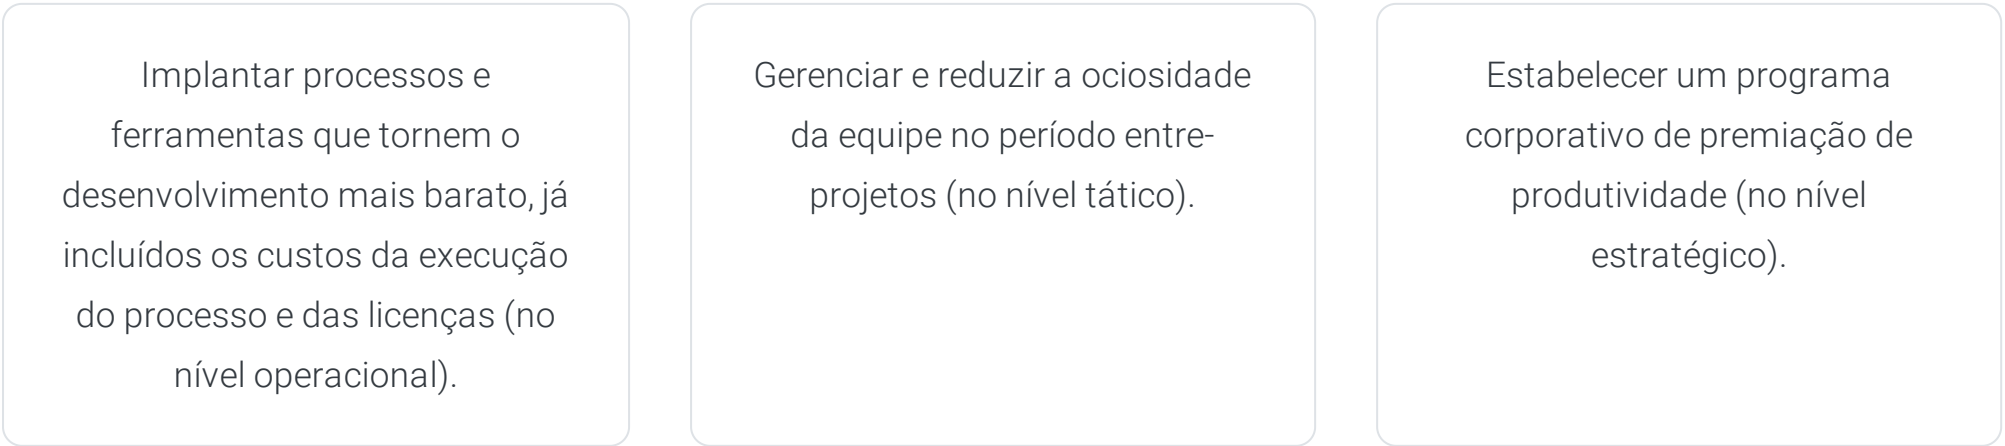 Implantar processos e
ferramentas que tornem o
desenvolvimento mais barato, já
incluídos os custos da execução
do processo e das licenças (no
nível operacional).
Gerenciar e reduzir a ociosidade
da equipe no período entre-
projetos (no nível tático).
Estabelecer um programa
corporativo de premiação de
produtividade (no nível
estratégico).